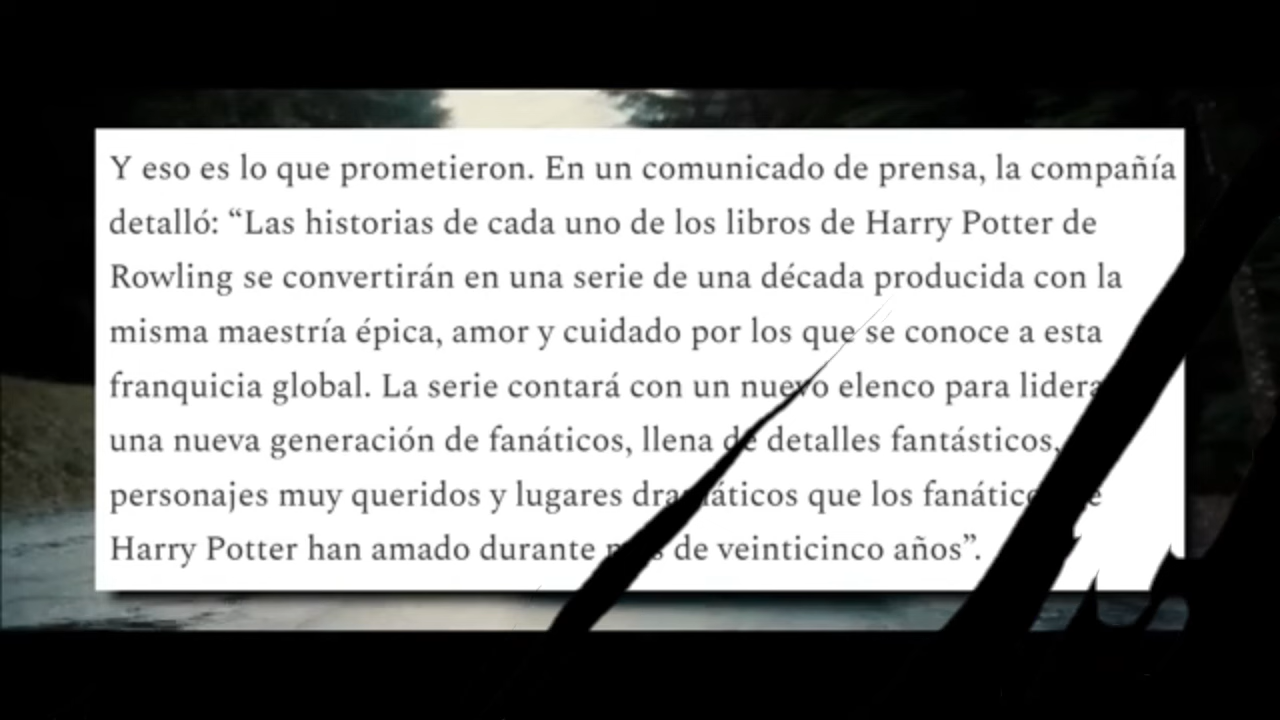 Y eso es lo que prometieron. En un comunicado de prensa, la compañía
detalló: “Las historias de cada uno de los libros de Harry Potter de
Rowling se convertirán en una serie de una década producida con la
misma maestría épica, amor y cuidado por los que se conoce a esta
franquicia global. La serie contará con un nuevo elenco para
una nueva generación de fanáticos, llena de detalles fantásticos,
personajes muy queridos y lugares dramáticos que los
Harry Potter han amado durante más de veinticinco años”.